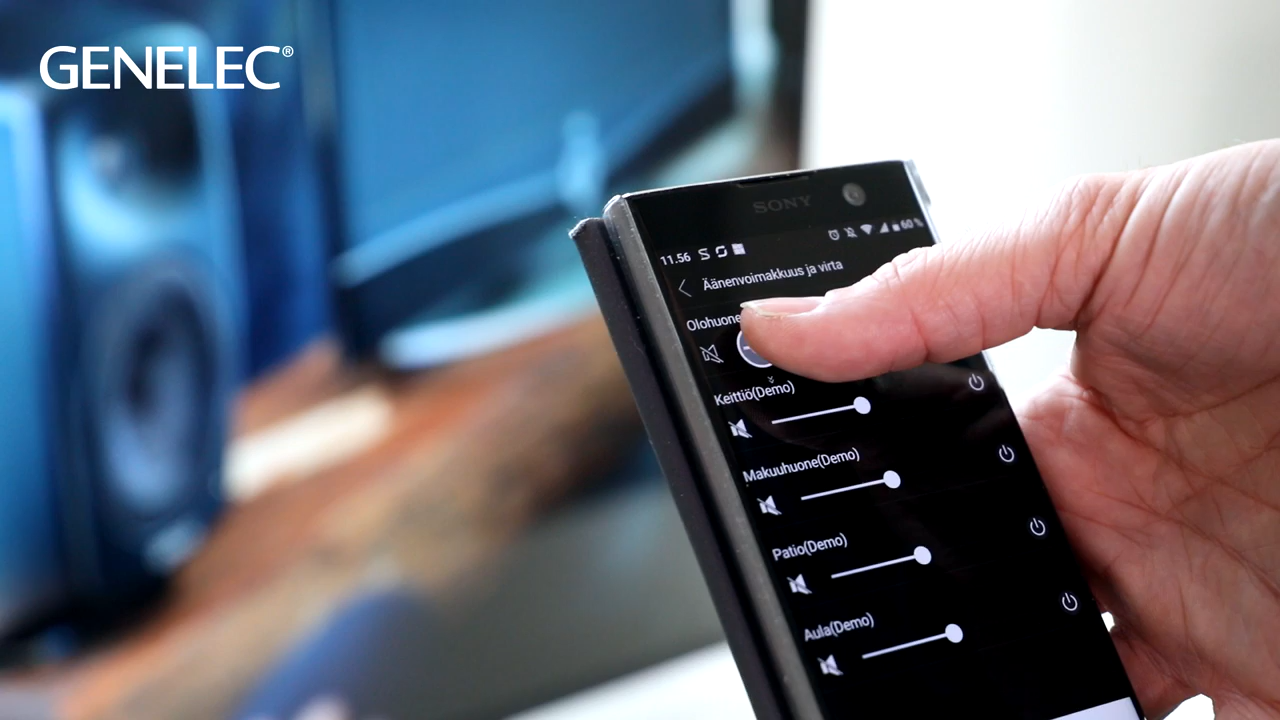 GENELEC®
SONY
11.56 60 %
Äänenvoimakkuus ja virta
Olohuone
Keittiö(Demo)
Makuuhuone(Demo)
Patio(Demo)
Aula(Demo)